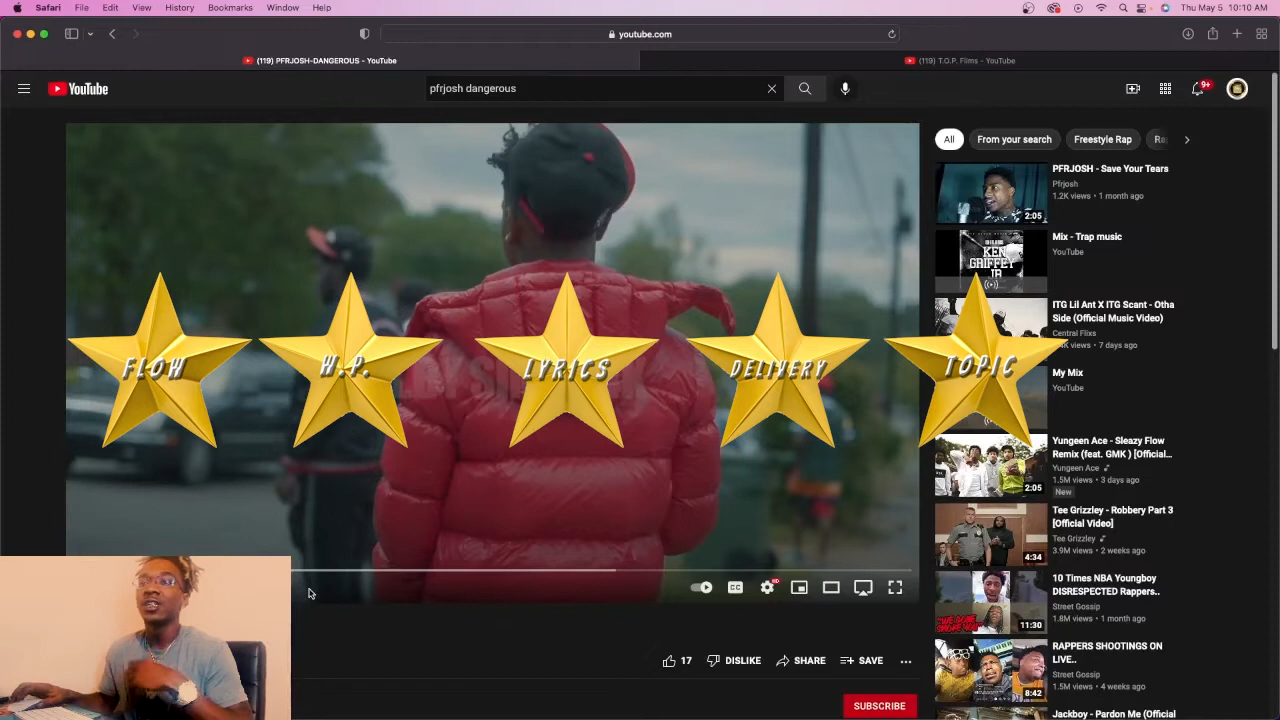 Safari File Edit View History Bookmarks Window Help
Thu May 5 10:10 AM
youtube.com
(119) PFRJOSH-DANGEROUS - YouTube
(119) T.O.P. Films - YouTube
YouTube
pfrjosh dangerous
9+
All
From your search
Freestyle Rap
PFRJOSH - Save Your Tears
Pfrjosh
1.2K views • 1 month ago
2:05
Mix - Trap music
YouTube
KEN
GRIFFEY
JR
ITG Lil Ant X ITG Scant - Otha
Side (Official Music Video)
Central Flixs
views • 7 days ago
FLOW
W.P.
LYRICS
DELIVERY
TOPIC
My Mix
YouTube
Yungeen Ace - Sleazy Flow
Remix (feat. GMK ) [Official...
Yungeen Ace
1.5M views • 3 days ago
New
2:05
Tee Grizzley - Robbery Part 3
[Official Video]
Tee Grizzley
3.9M views • 2 weeks ago
4:34
10 Times NBA Youngboy
DISRESPECTED Rappers..
Street Gossip
1.8M views • 1 month ago
11:30
CC
HD
RAPPERS SHOOTINGS ON
LIVE..
Street Gossip
1.5M views • 4 weeks ago
8:42
17 DISLIKE SHARE SAVE
SUBSCRIBE
Jackboy - Pardon Me (Official